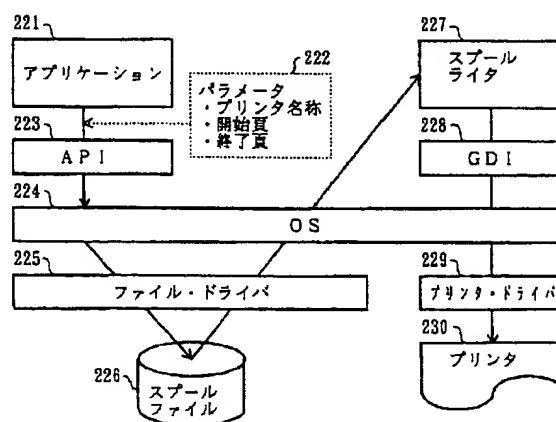 221
アプリケーション
222
パラメータ
・プリンタ名称
・開始頁
・終了頁
223
API
224
OS
225
ファイル・ドライバ
226
スプール
ファイル
227
スプール
ライタ
228
GDI
229
プリンタ・ドライバ
230
プリンタ